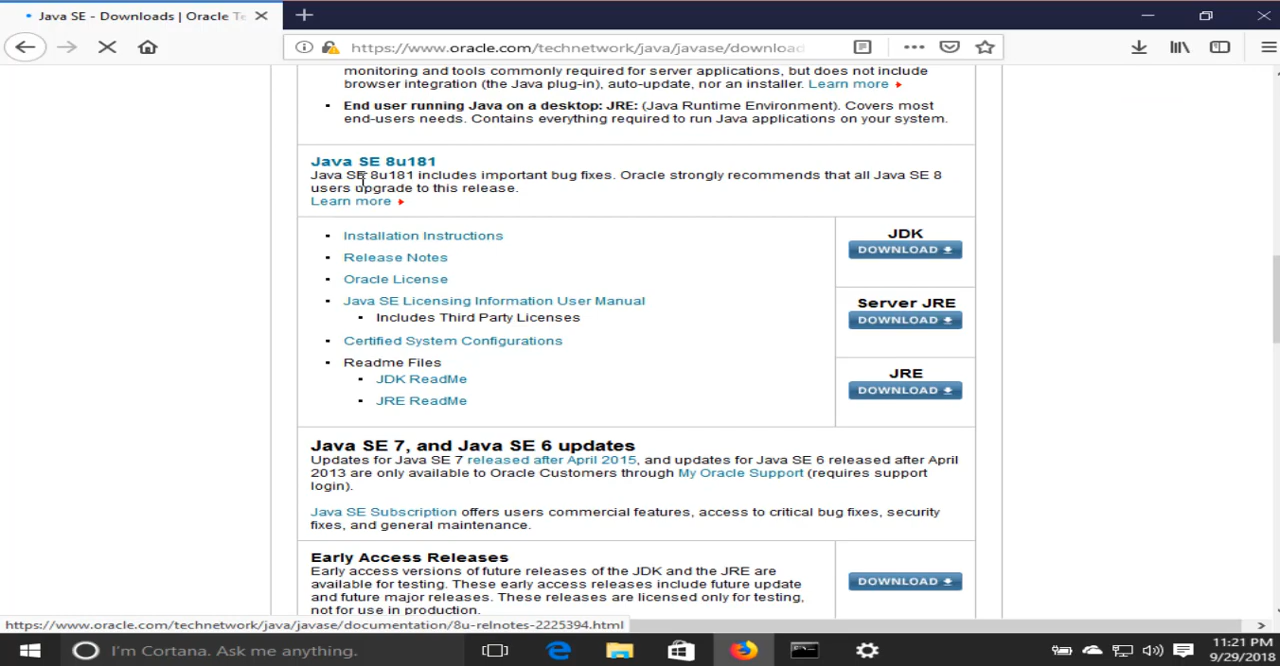 Java SE - Downloads | Oracle Te
https://www.oracle.com/technetwork/java/javase/download
monitoring and tools commonly required for server applications, but does not include
browser integration (the Java plug-in), auto-update, nor an installer. Learn more
End user running Java on a desktop: JRE: (Java Runtime Environment). Covers most
end-users needs. Contains everything required to run Java applications on your system.
Java SE 8u181
Java SE 8u181 includes important bug fixes. Oracle strongly recommends that all Java SE 8
users upgrade to this release.
Learn more
Installation Instructions
Release Notes
Oracle License
Java SE Licensing Information User Manual
Includes Third Party Licenses
Certified System Configurations
Readme Files
JDK ReadMe
JRE ReadMe
JDK
DOWNLOAD
Server JRE
DOWNLOAD
JRE
DOWNLOAD
Java SE 7, and Java SE 6 updates
Updates for Java SE 7 released after April 2015, and updates for Java SE 6 released after April
2013 are only available to Oracle Customers through My Oracle Support (requires support
login).
Java SE Subscription offers users commercial features, access to critical bug fixes, security
fixes, and general maintenance.
Early Access Releases
Early access versions of future releases of the JDK and the JRE are
available for testing. These early access releases include future update
and future major releases. These releases are licensed only for testing,
not for use in production.
DOWNLOAD
https://www.oracle.com/technetwork/java/javase/documentation/8u-relnotes-2225394.html
I'm Cortana. Ask me anything.
11:21 PM
9/29/2018